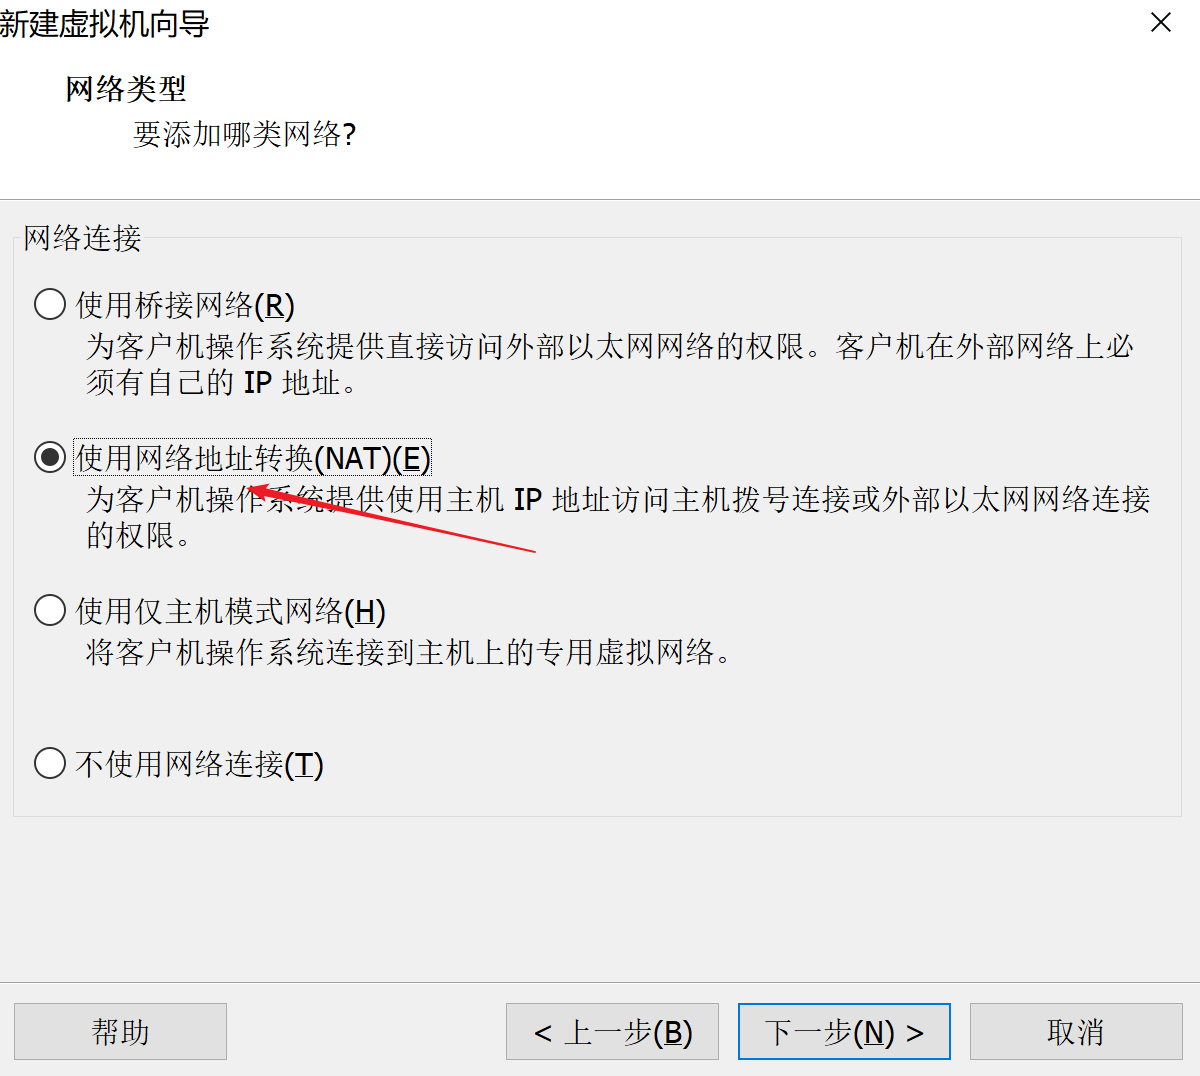 新建虚拟机向导
网络类型
要添加哪类网络?
网络连接
使用桥接网络(R)
为客户机操作系统提供直接访问外部以太网网络的权限。客户机在外部网络上必
须有自己的 IP 地址。
使用网络地址转换(NAT)(E)
为客户机操作系统提供使用主机 IP 地址访问主机拨号连接或外部以太网网络连接
的权限。
使用仅主机模式网络(H)
将客户机操作系统连接到主机上的专用虚拟网络。
不使用网络连接(T)
帮助
< 上一步(B)
下一步(N) >
取消